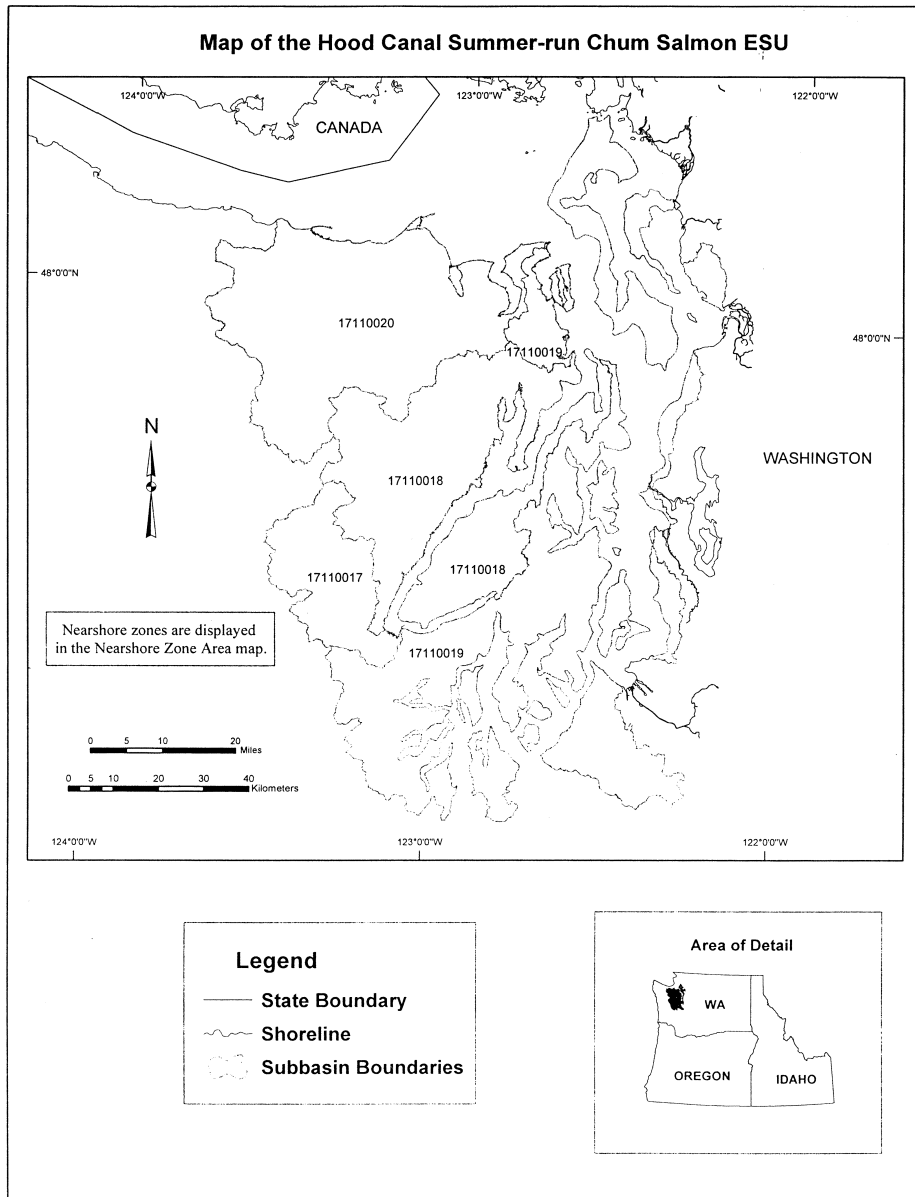 Map of the Hood Canal Summer-run Chum Salmon ESU
124°0'0"W
123°0'0"W
122°0'0"W
CANADA
48°0'0"N
17110020
48°0'0"N
17110019
N
WASHINGTON
17110018
17110018
17110017
Nearshore zones are displayed
in the Nearshore Zone Area map.
17110019
0 5 10 20
Miles
0 5 10 20 30 40
Kilometers
124°0'0"W
123°0'0"W
122°0'0"W
Legend
State Boundary
Shoreline
Subbasin Boundaries
Area of Detail
WA
OREGON
IDAHO